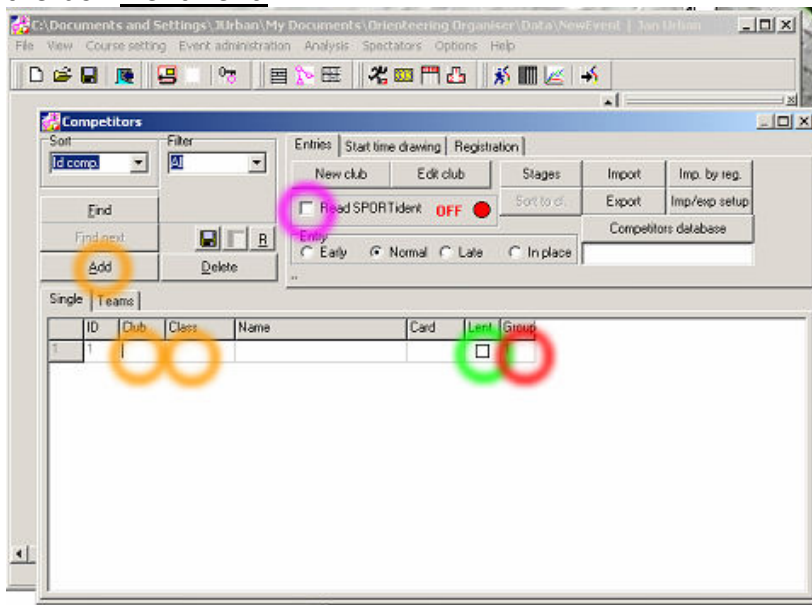 C:\Documents and Settings\JUrban\My Documents\Orienteering Organiser\Data\NewEvent | Jan Urban
File View Course setting Event administration Analysis Spectators Options Help
Competitors
Sort
Filter
Entries Start time drawing Registration
Id comp.
All
New club Edit club Stages Import Imp. by reg.
Find
Read SPORTident OFF
Sort to cl. Export Imp/exp setup
Find next
R
Entry
Competitors database
Early Normal Late In place
Add
Delete
..
Single Teams
ID Club Class Name Card Lent Group
1 1